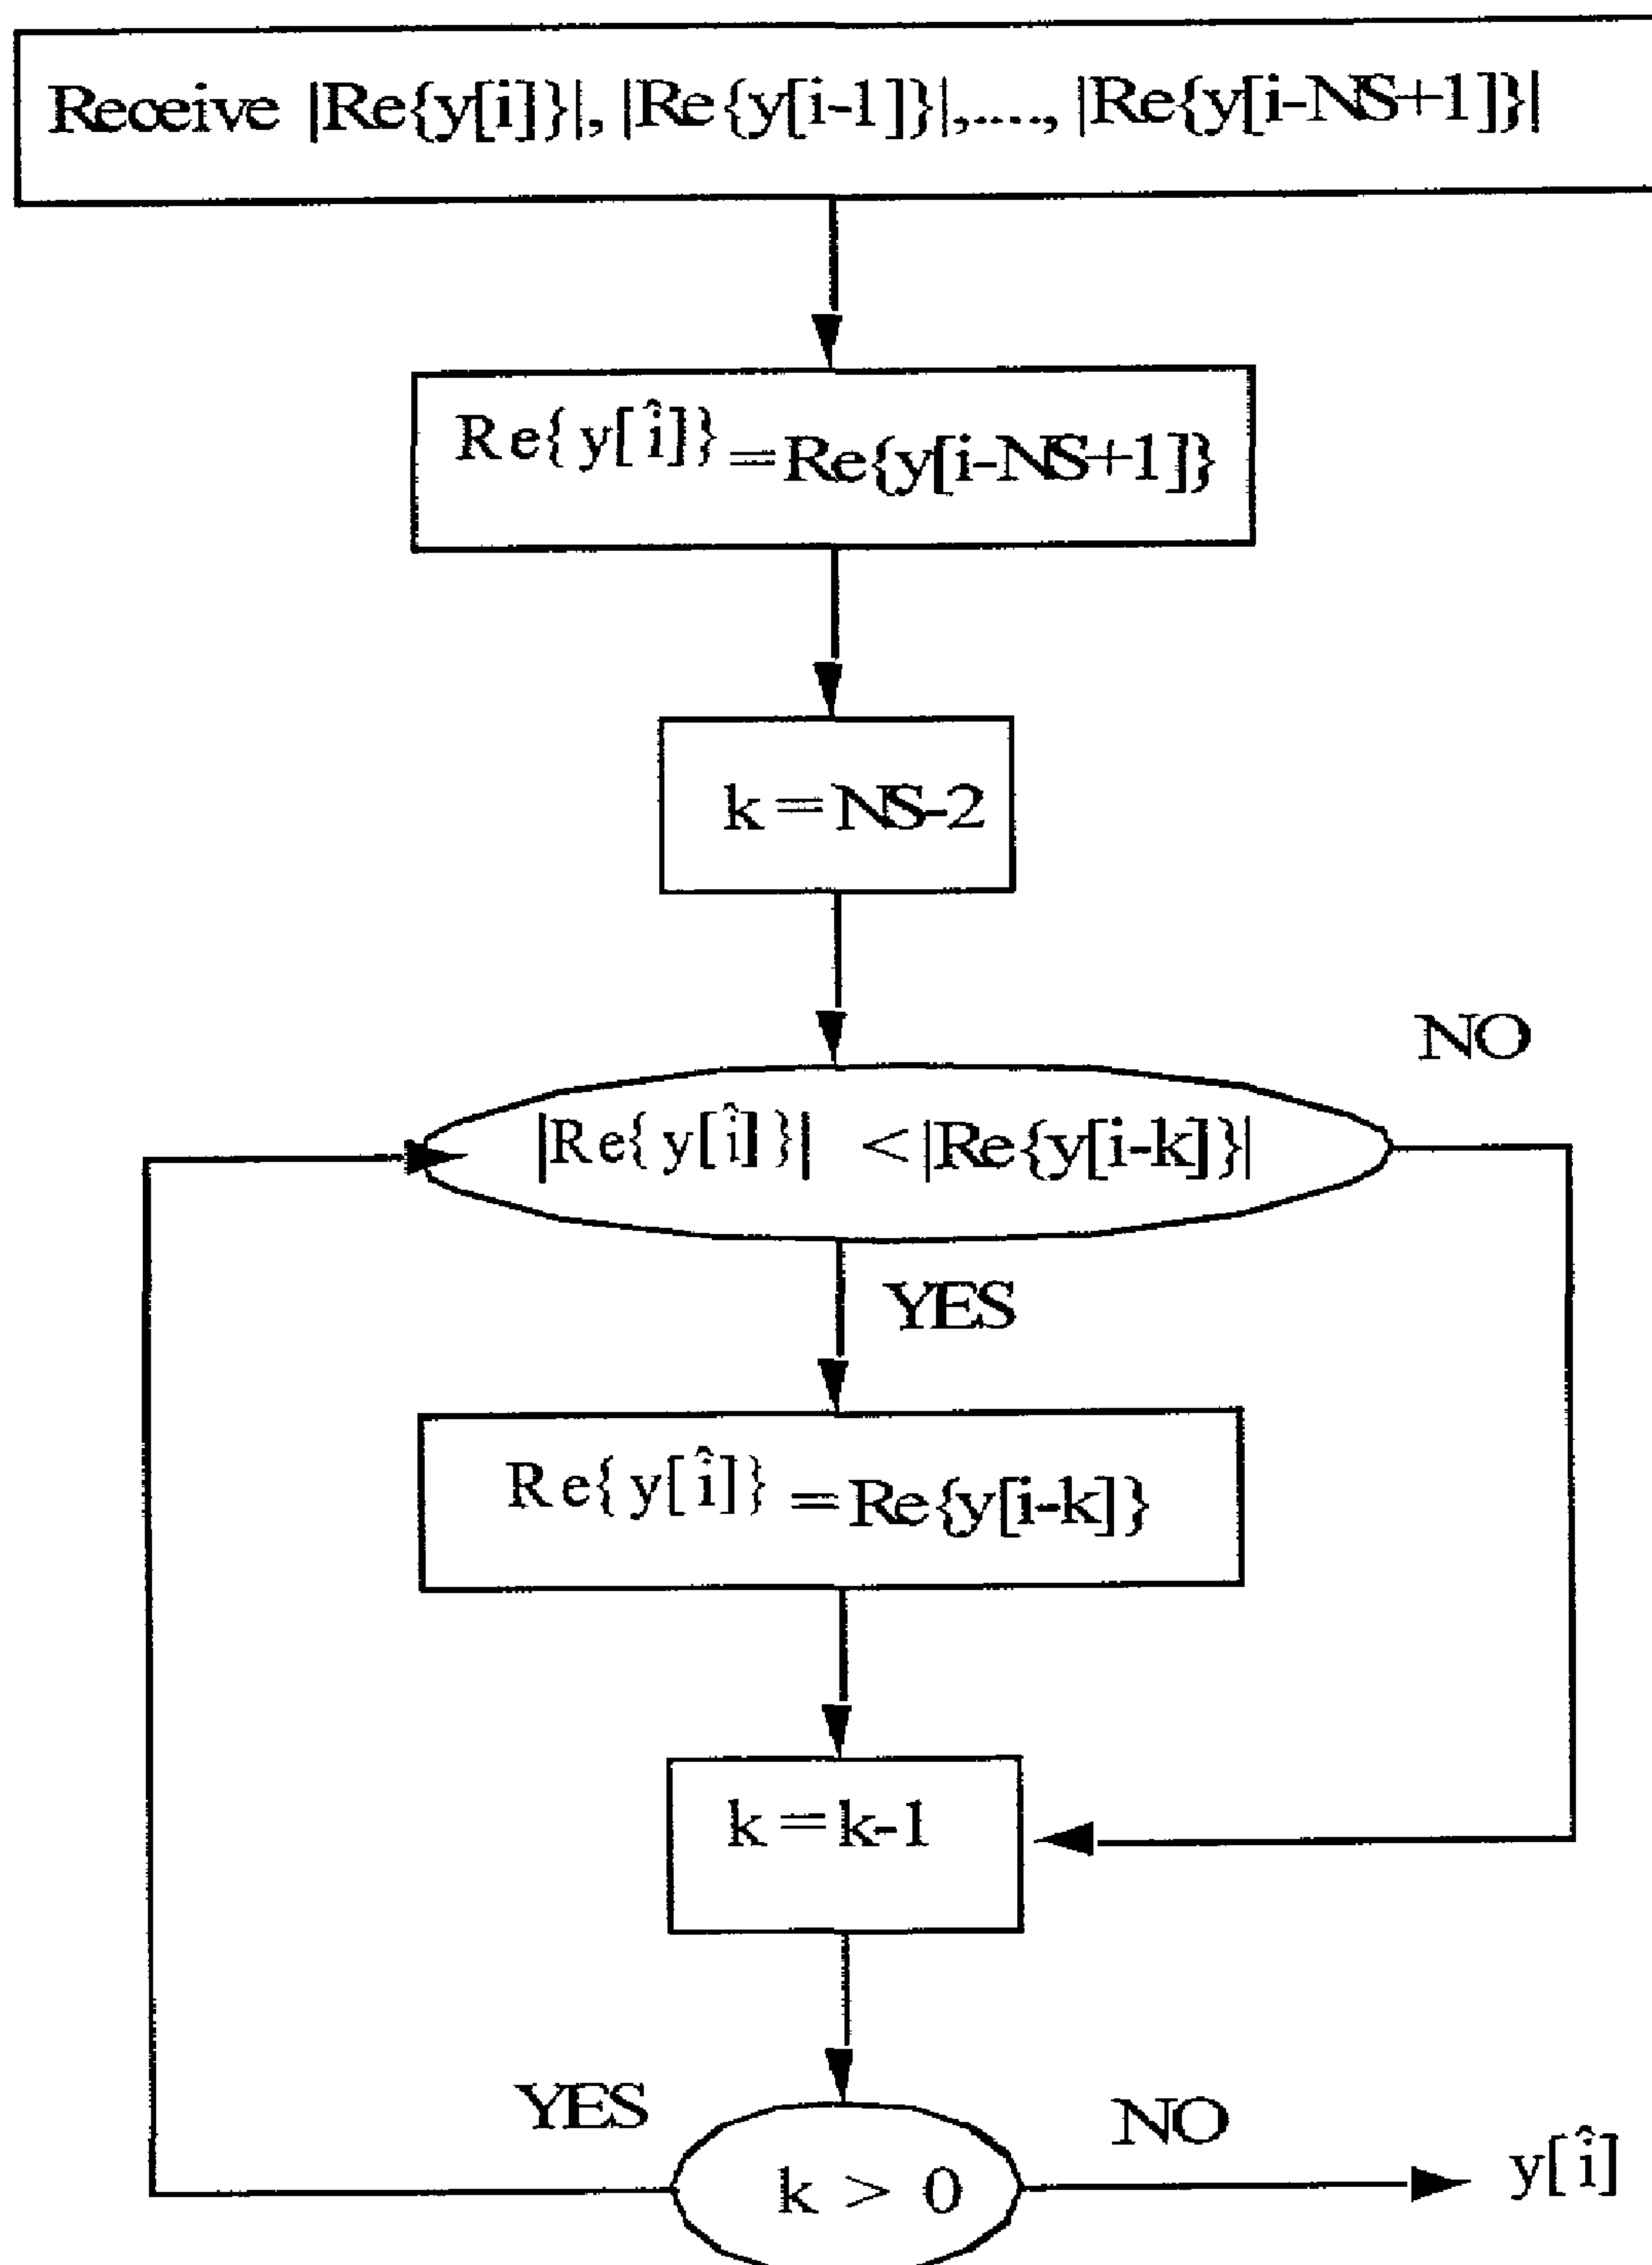 Receive |Re{y[i]}|, |Re{y[i-1]}|,...., |Re{y[i-NS+1]}|
Re{y[î]}=Re{y[i-NS+1]}
k=NS-2
NO
|Re{y[î]}| <|Re{y[i-k]}|
YES
Re{y[î]}=Re{y[i-k]}
k=k-1
YES
NO
k > 0
y[î]